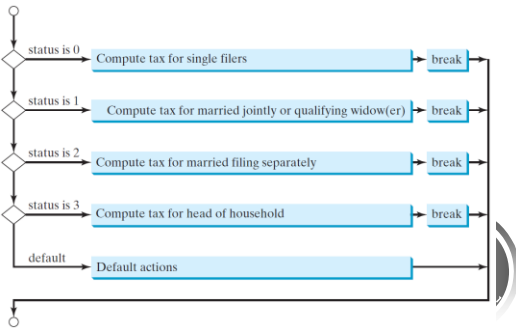 status is 0
Compute tax for single filers
break
status is 1
Compute tax for married jointly or qualifying widow(er)
break
status is 2
Compute tax for married filing separately
break
status is 3
Compute tax for head of household
break
default
Default actions